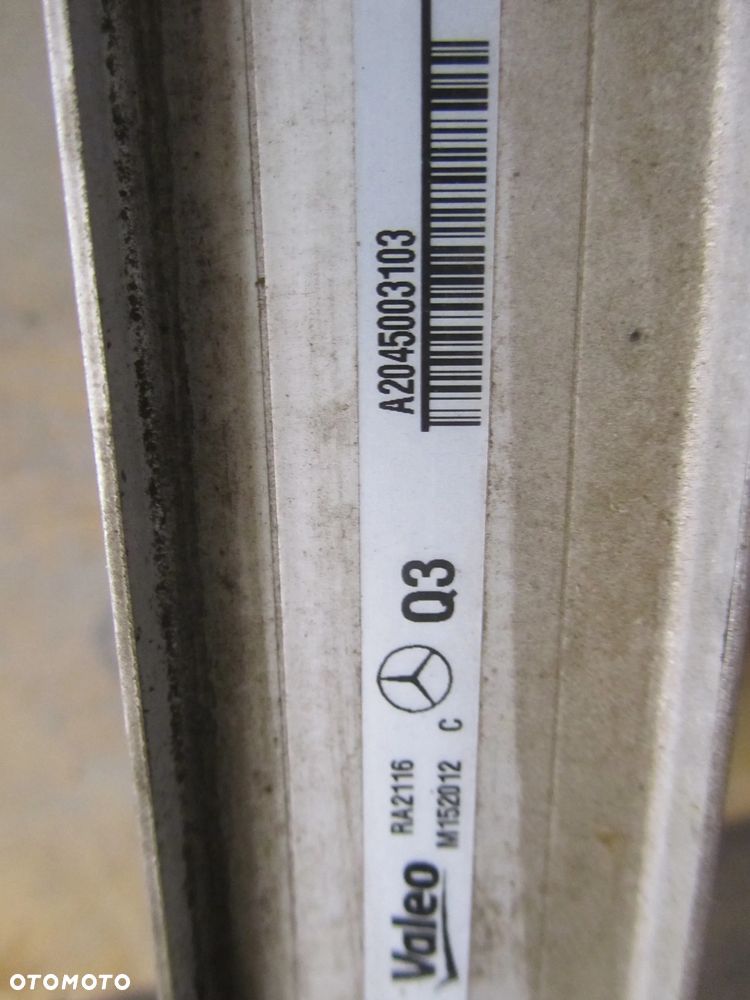 Valeo
RA2116
M152012
C
Q3
A2045003103
OTOMOTO